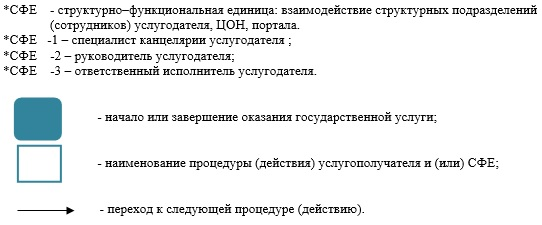 *СФЕ - структурно–функциональная единица: взаимодействие структурных подразделений
(сотрудников) услугодателя, ЦОН, портала.
*СФЕ -1 – специалист канцелярии услугодателя ;
*СФЕ -2 – руководитель услугодателя;
*СФЕ -3 – ответственный исполнитель услугодателя.
- начало или завершение оказания государственной услуги;
- наименование процедуры (действия) услугополучателя и (или) СФЕ;
- переход к следующей процедуре (действию).